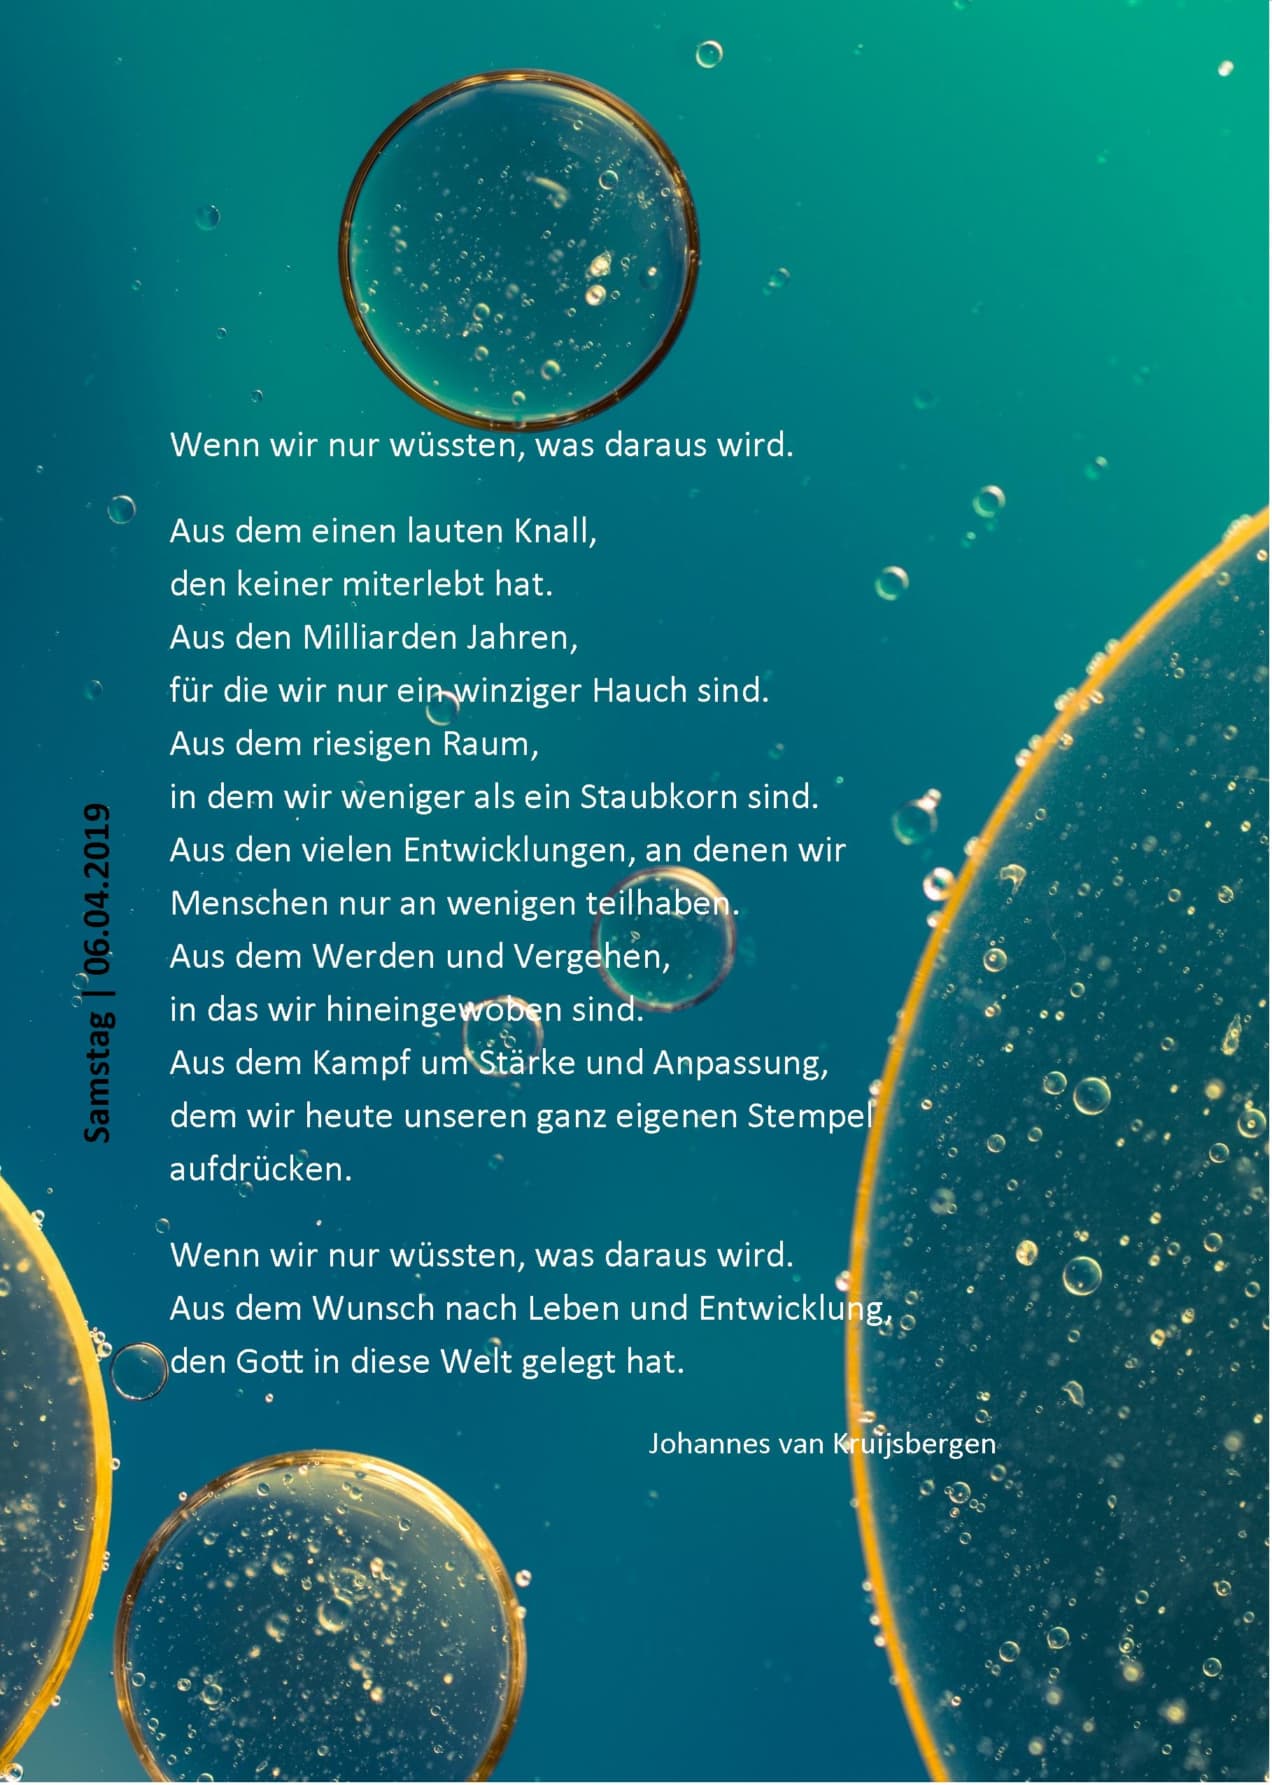 Wenn wir nur wüssten, was daraus wird.
Aus dem einen lauten Knall,
den keiner miterlebt hat.
Aus den Milliarden Jahren,
für die wir nur ein winziger Hauch sind.
Aus dem riesigen Raum,
in dem wir weniger als ein Staubkorn sind.
Aus den vielen Entwicklungen, an denen wir
Menschen nur an wenigen teilhaben.
Aus dem Werden und Vergehen,
in das wir hineingewoben sind.
Aus dem Kampf um Stärke und Anpassung,
dem wir heute unseren ganz eigenen Stempel
aufdrücken.
Wenn wir nur wüssten, was daraus wird.
Aus dem Wunsch nach Leben und Entwicklung,
den Gott in diese Welt gelegt hat.
Johannes van Kruijsbergen
Samstag | 06.04.2019